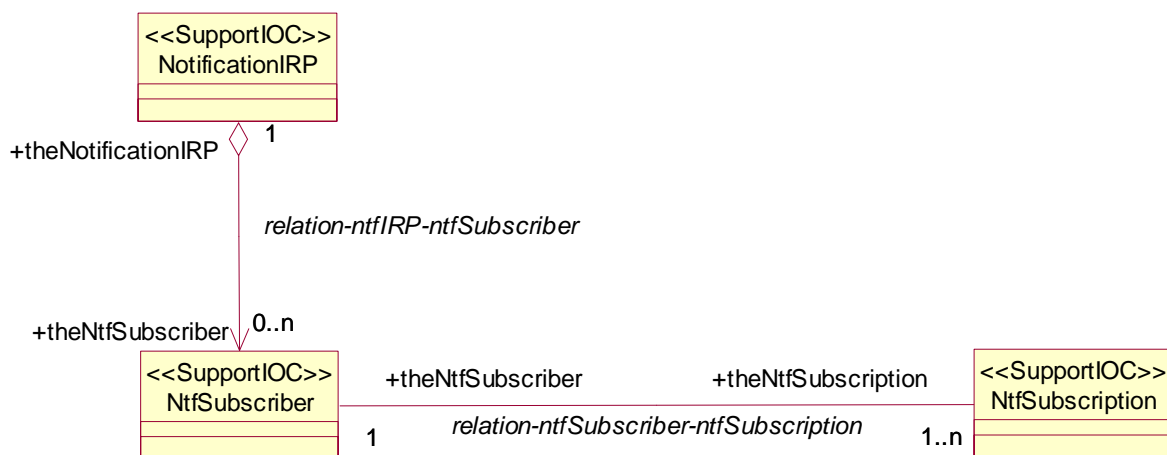 <<SupportIOC>>
NotificationIRP
1
+theNotificationIRP
relation-ntfIRP-ntfSubscriber
+theNtfSubscriber
0..n
<<SupportIOC>>
NtfSubscriber
+theNtfSubscriber
+theNtfSubscription
<<SupportIOC>>
NtfSubscription
1
relation-ntfSubscriber-ntfSubscription
1..n